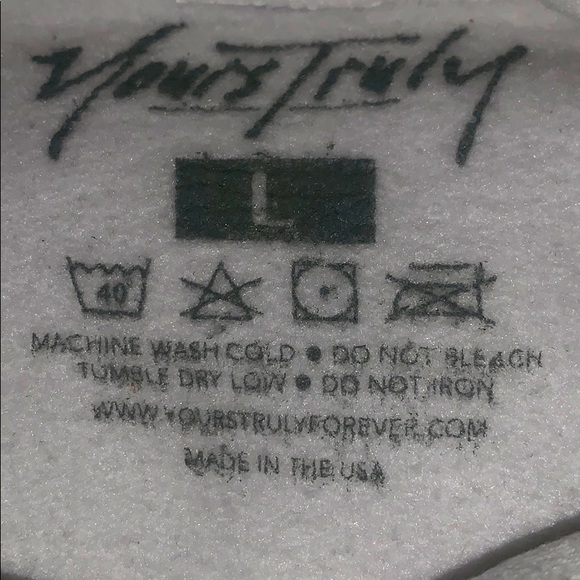 Yours Truly
L
40
MACHINE WASH COLD • DO NOT BLEACH
TUMBLE DRY LOW • DO NOT IRON
WWW.YOURSTRULYFOREVER.COM
MADE IN THE USA